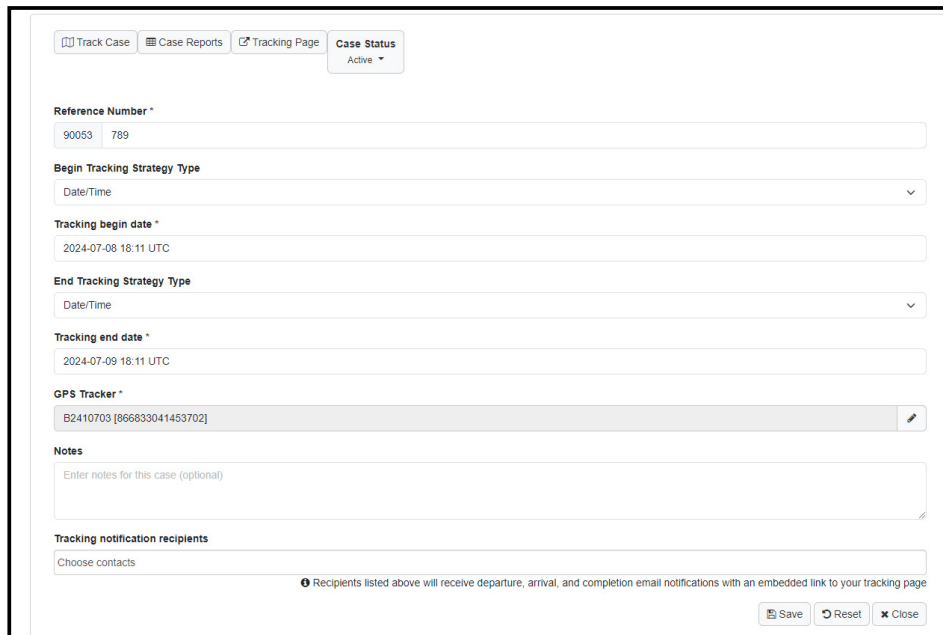 Track Case Case Reports Tracking Page Case Status
Active
Reference Number *
90053 789
Begin Tracking Strategy Type
Date/Time
Tracking begin date *
2024-07-08 18:11 UTC
End Tracking Strategy Type
Date/Time
Tracking end date *
2024-07-09 18:11 UTC
GPS Tracker *
B2410703 [866833041453702]
Notes
Enter notes for this case (optional)
Tracking notification recipients
Choose contacts
Recipients listed above will receive departure, arrival, and completion email notifications with an embedded link to your tracking page
Save Reset Close